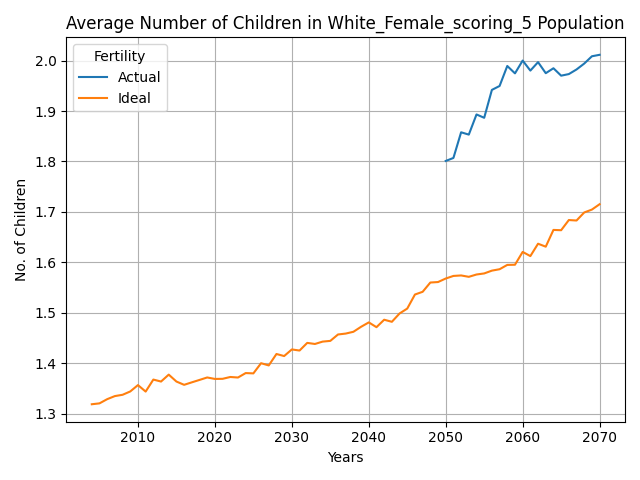 Average Number of Children in White_Female_scoring_5 Population
Fertility
Actual
Ideal
2.0
1.9
1.8
1.7
1.6
1.5
1.4
1.3
No. of Children
2010 2020 2030 2040 2050 2060 2070
Years